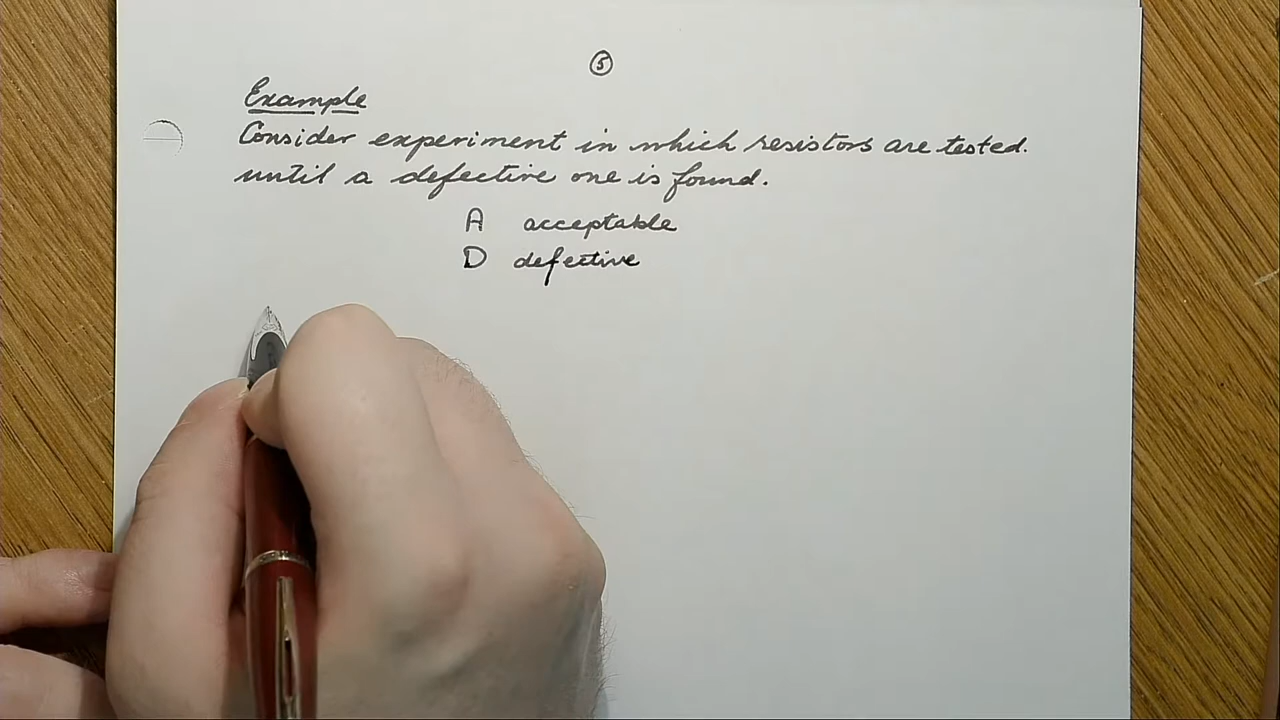 5
Example
Consider experiment in which resistors are tested.
until a defective one is found.
A acceptable
D defective